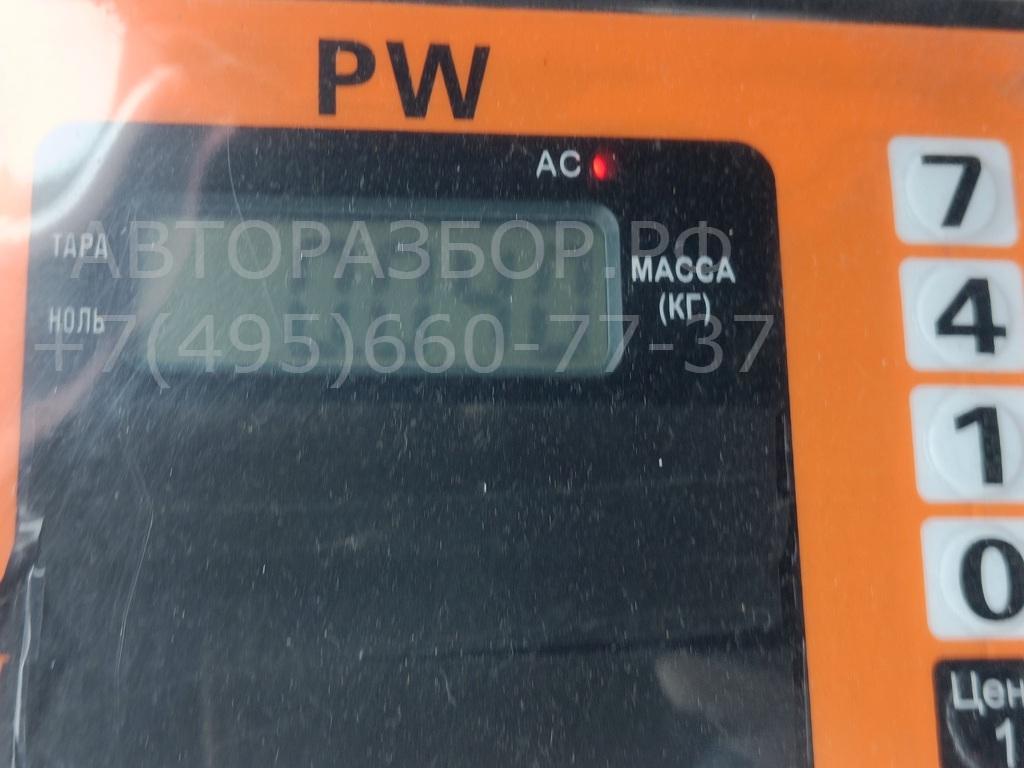 PW
AC
7
АВТОРАЗБОР.РФ
ТАРА
МАССА
(КГ)
4
НОЛЬ
+7(495)660-77-37
1
0
Цен
1